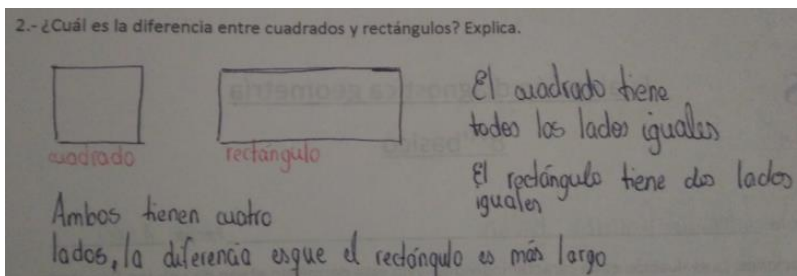 2.- ¿Cuál es la diferencia entre cuadrados y rectángulos? Explica.
cuadrado
rectángulo
El cuadrado tiene
todos los lados iguales
El rectángulo tiene dos lados
iguales
Ambos tienen cuatro
lados, la diferencia esque el rectángulo es más largo